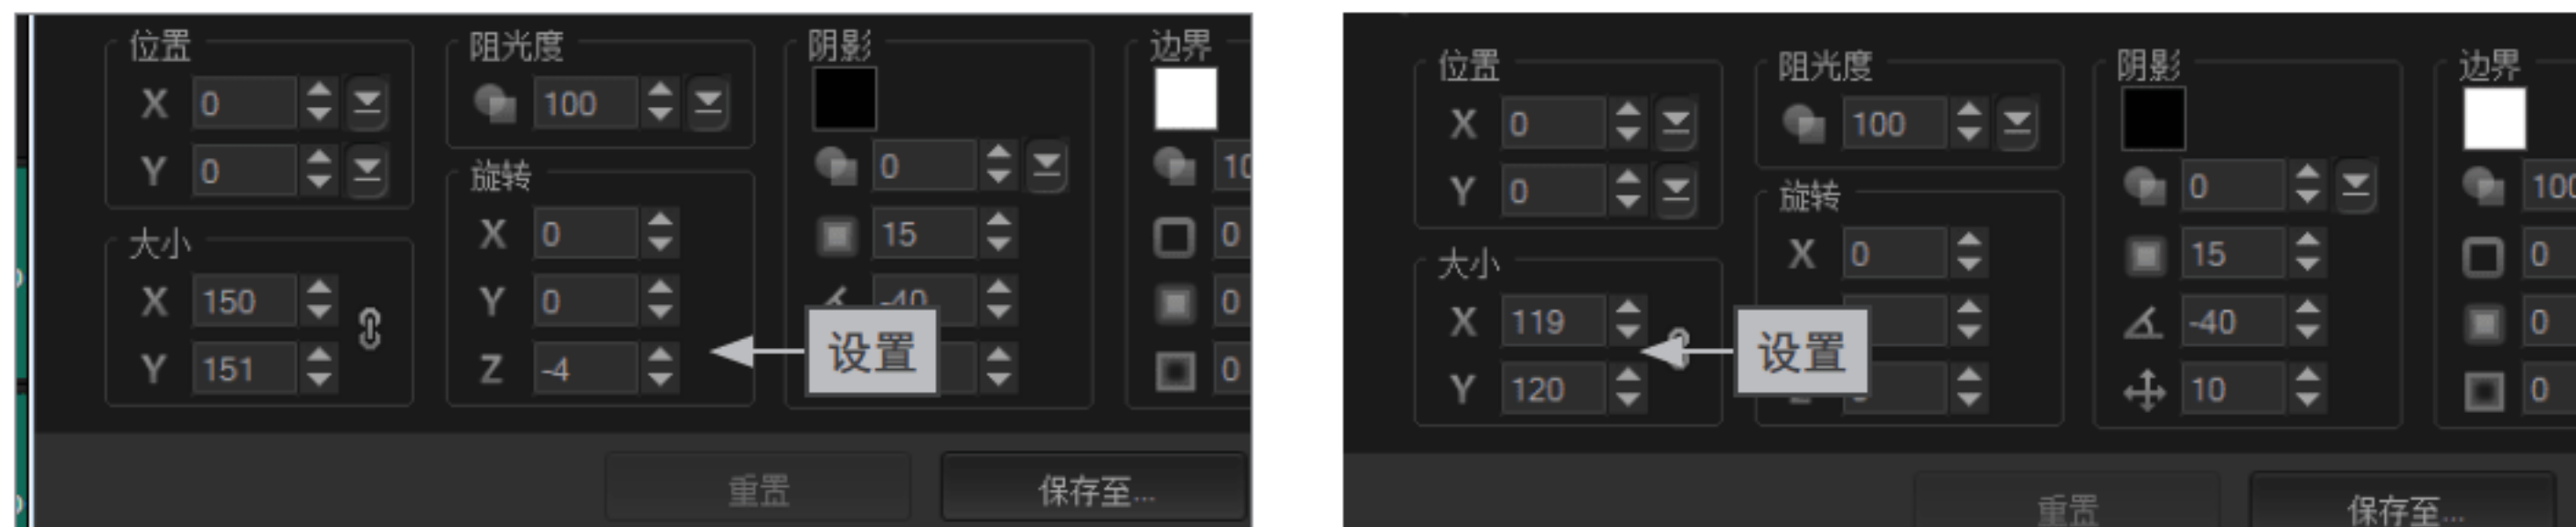 位置 阻光度 阴影 边界
X 0 100
Y 0 0 10
旋转
大小 X 0 15 0
X 150 Y 0 -40 0
Y 151 Z -4 0
设置
重置 保存至...
位置 阻光度 阴影 边界
X 0 100
Y 0 0 100
旋转
大小 X 0 15 0
X 119 -40 0
Y 120 10 0
设置
重置 保存至...